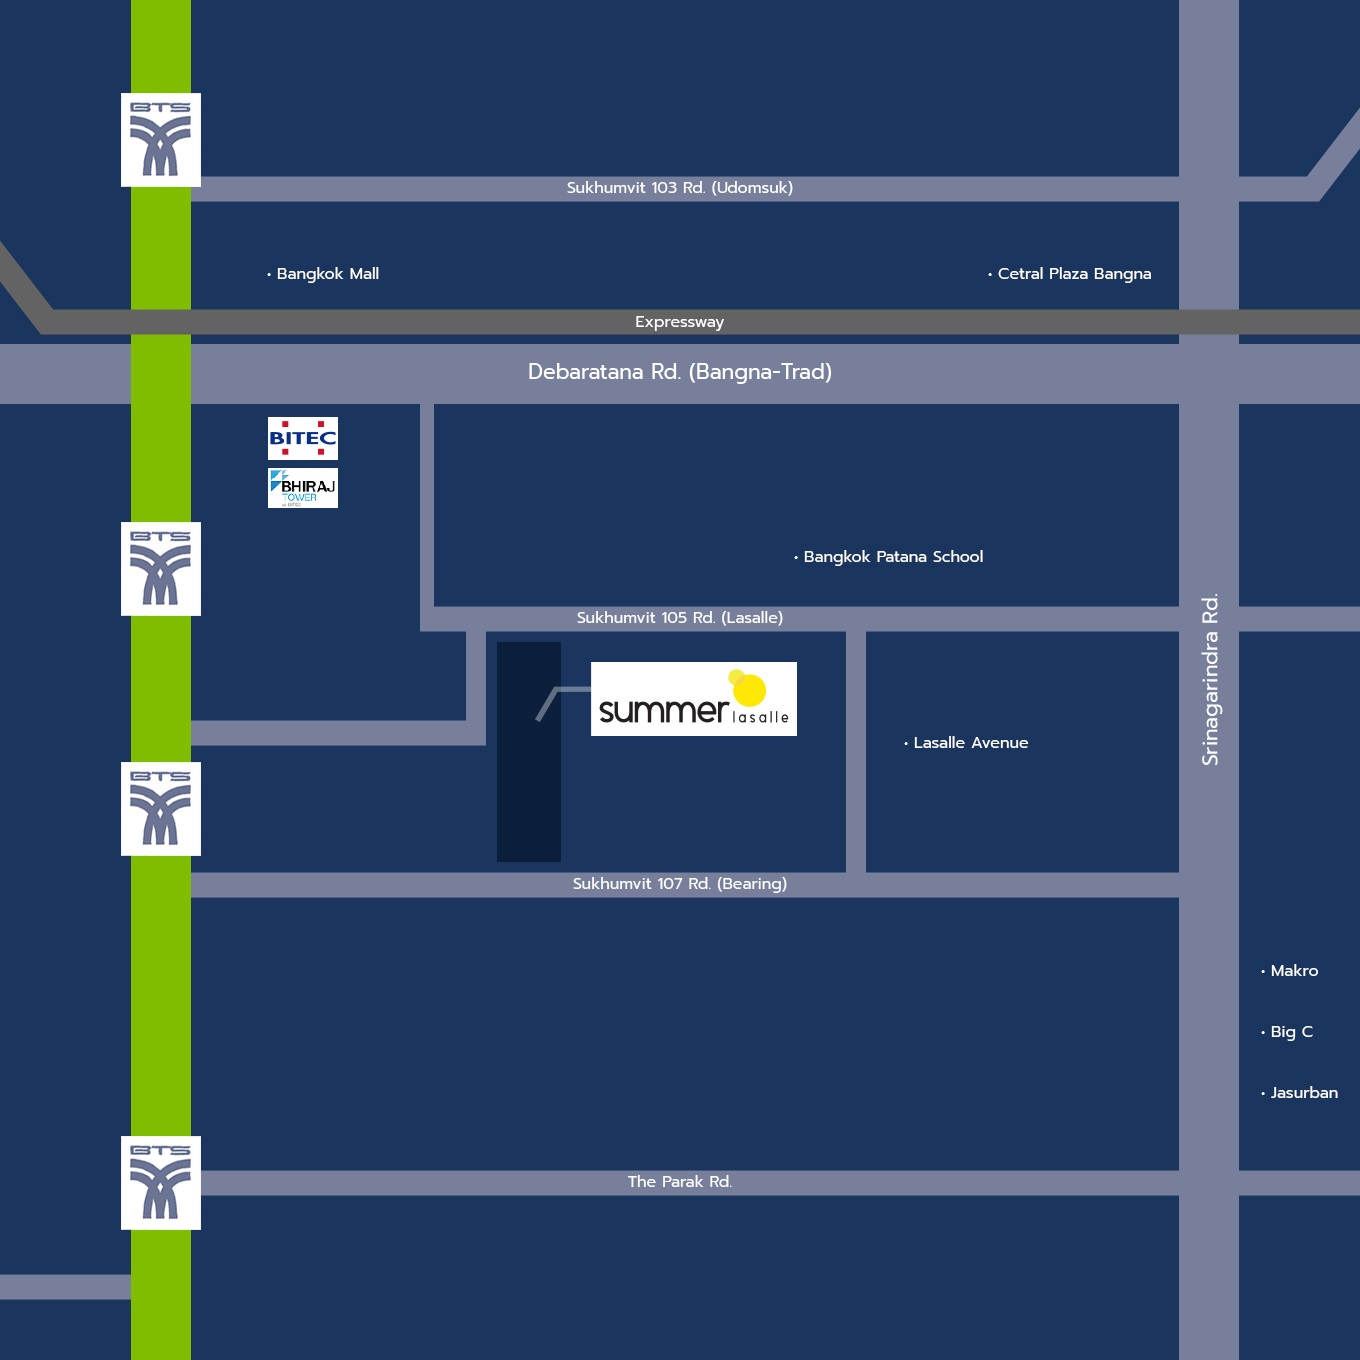 BTS
Sukhumvit 103 Rd. (Udomsuk)
• Bangkok Mall
• Cetral Plaza Bangna
Expressway
Debaratana Rd. (Bangna-Trad)
BITEC
BHIRAJ
TOWER
at BITEC
BTS
• Bangkok Patana School
Sukhumvit 105 Rd. (Lasalle)
Srinagarindra Rd.
summer lasalle
• Lasalle Avenue
BTS
Sukhumvit 107 Rd. (Bearing)
• Makro
• Big C
• Jasurban
BTS
The Parak Rd.